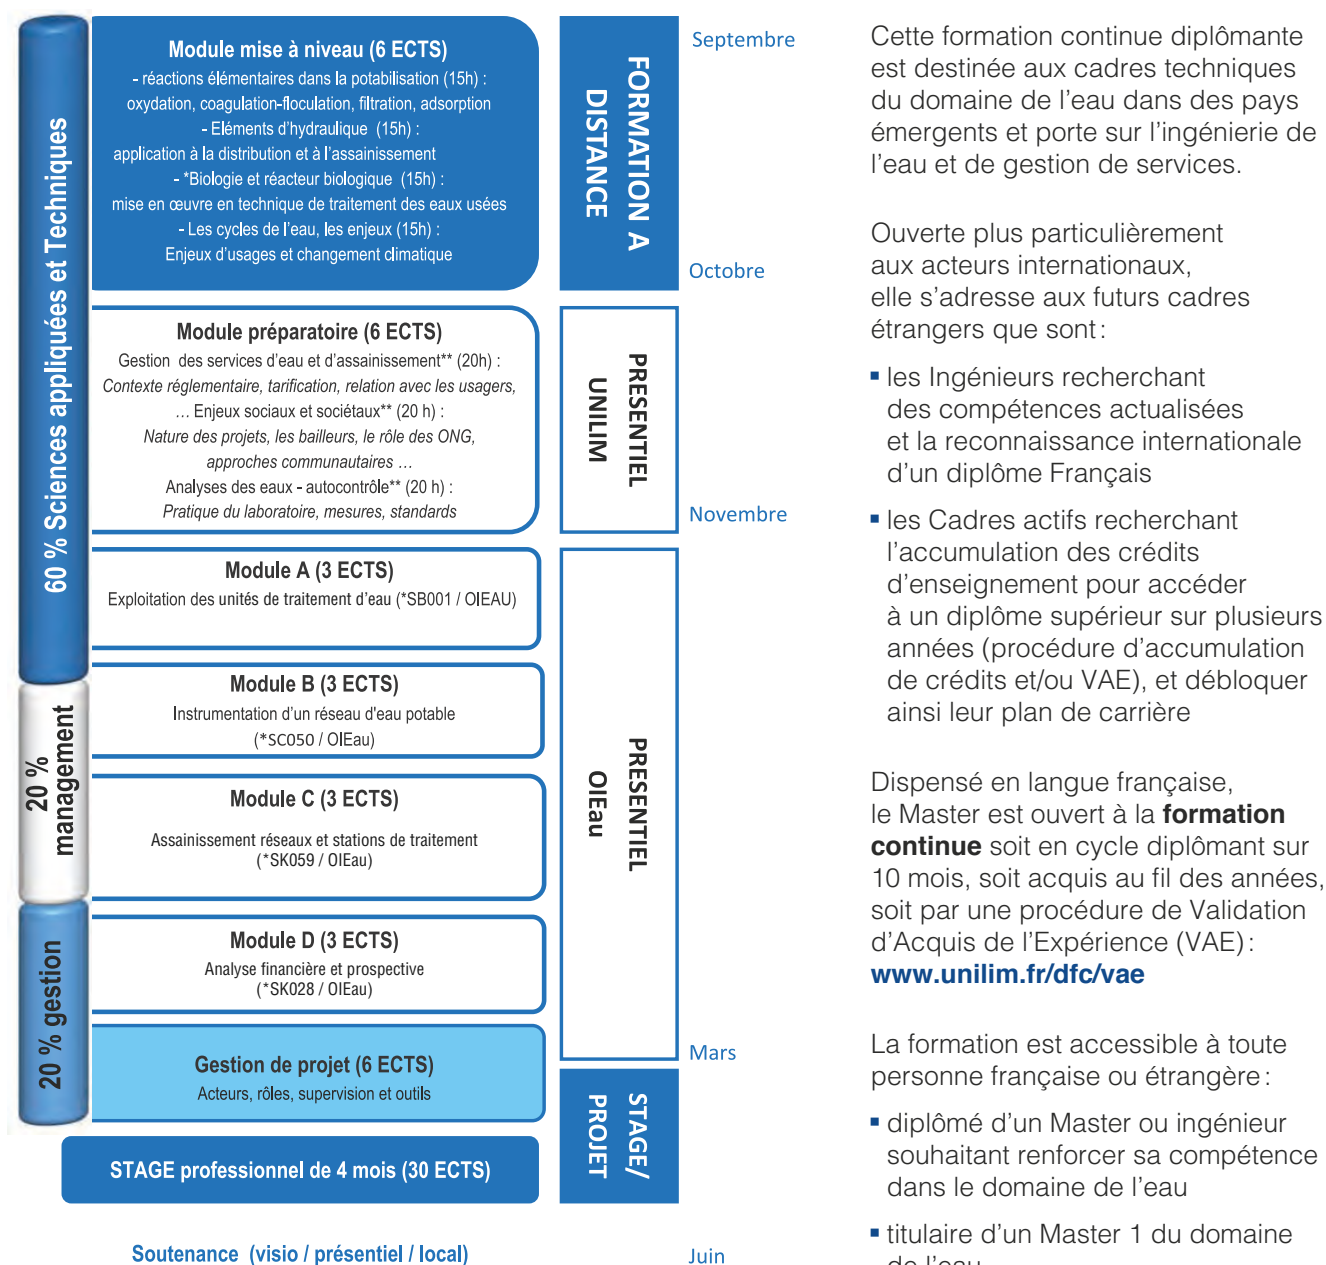 60 % Sciences appliquées et Techniques
20 %
management
20 % gestion
Module mise à niveau (6 ECTS)
- réactions élémentaires dans la potabilisation (15h) :
oxydation, coagulation-floculation, filtration, adsorption
- Eléments d'hydraulique (15h) :
application à la distribution et à l'assainissement
- *Biologie et réacteur biologique (15h) :
mise en œuvre en technique de traitement des eaux usées
- Les cycles de l'eau, les enjeux (15h) :
Enjeux d'usages et changement climatique
Module préparatoire (6 ECTS)
Gestion des services d'eau et d'assainissement** (20h) :
Contexte réglementaire, tarification, relation avec les usagers,
… Enjeux sociaux et sociétaux** (20 h) :
Nature des projets, les bailleurs, le rôle des ONG,
approches communautaires …
Analyses des eaux - autocontrôle** (20 h) :
Pratique du laboratoire, mesures, standards
Module A (3 ECTS)
Exploitation des unités de traitement d'eau (*SB001 / OIEAU)
Module B (3 ECTS)
Instrumentation d'un réseau d'eau potable
(*SC050 / OIEau)
Module C (3 ECTS)
Assainissement réseaux et stations de traitement
(*SK059 / OIEau)
Module D (3 ECTS)
Analyse financière et prospective
(*SK028 / OIEau)
Gestion de projet (6 ECTS)
Acteurs, rôles, supervision et outils
STAGE professionnel de 4 mois (30 ECTS)
Soutenance (visio / présentiel / local)
FORMATION A
DISTANCE
PRESENTIEL
UNILIM
PRESENTIEL
OIEau
STAGE/
PROJET
Septembre
Octobre
Novembre
Mars
Juin
Cette formation continue diplômante
est destinée aux cadres techniques
du domaine de l'eau dans des pays
émergents et porte sur l'ingénierie de
l'eau et de gestion de services.
Ouverte plus particulièrement
aux acteurs internationaux,
elle s'adresse aux futurs cadres
étrangers que sont :
▪ les Ingénieurs recherchant
des compétences actualisées
et la reconnaissance internationale
d'un diplôme Français
▪ les Cadres actifs recherchant
l'accumulation des crédits
d'enseignement pour accéder
à un diplôme supérieur sur plusieurs
années (procédure d'accumulation
de crédits et/ou VAE), et débloquer
ainsi leur plan de carrière
Dispensé en langue française,
le Master est ouvert à la formation
continue soit en cycle diplômant sur
10 mois, soit acquis au fil des années,
soit par une procédure de Validation
d'Acquis de l'Expérience (VAE) :
www.unilim.fr/dfc/vae
La formation est accessible à toute
personne française ou étrangère :
▪ diplômé d'un Master ou ingénieur
souhaitant renforcer sa compétence
dans le domaine de l'eau
▪ titulaire d'un Master 1 du domaine
de l'eau